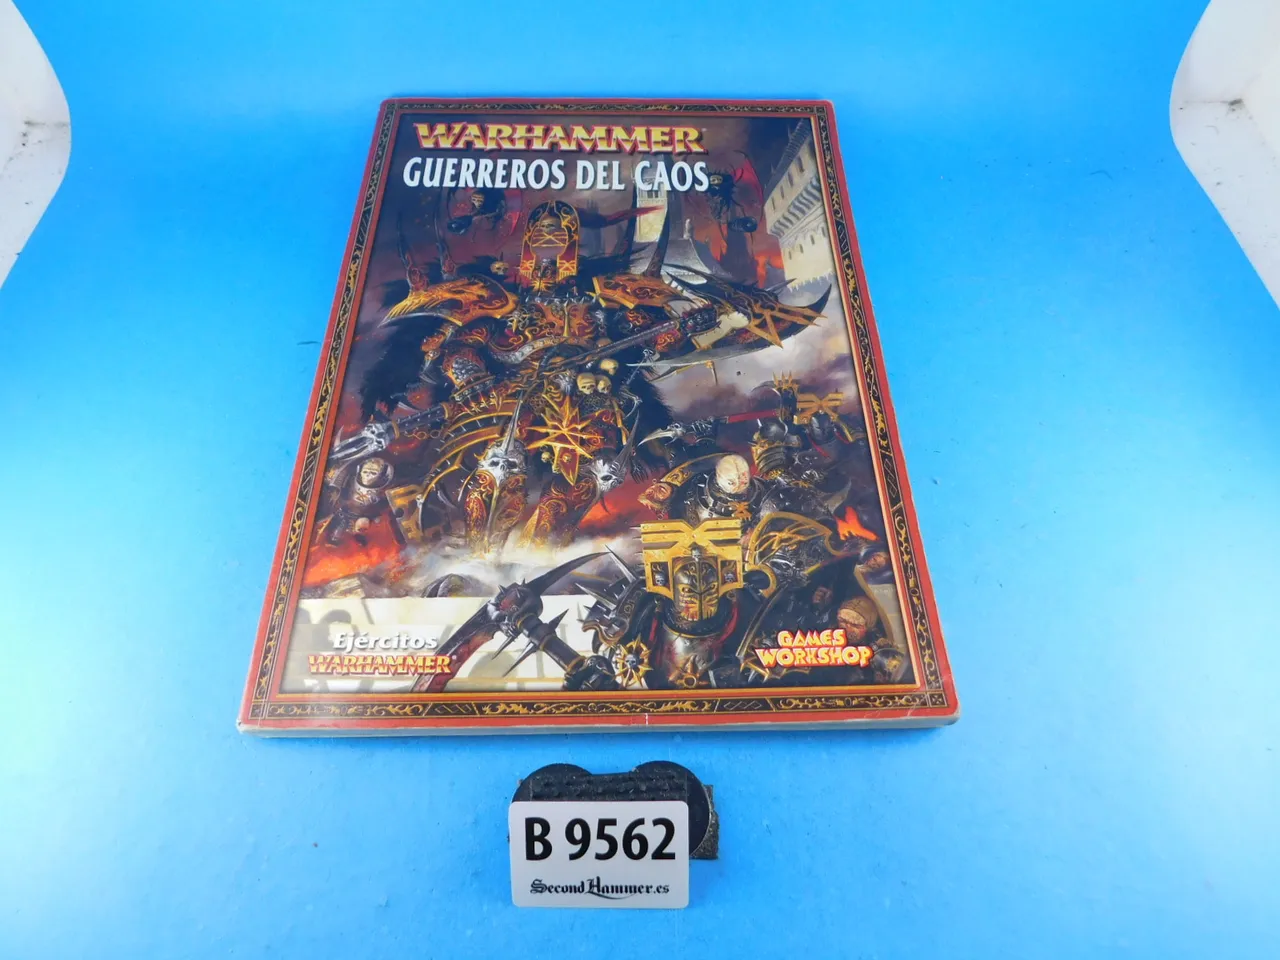 WARHAMMER
GUERREROS DEL CAOS
Ejércitos
WARHAMMER
GAMES
WORKSHOP
B 9562
SecondHammer.es